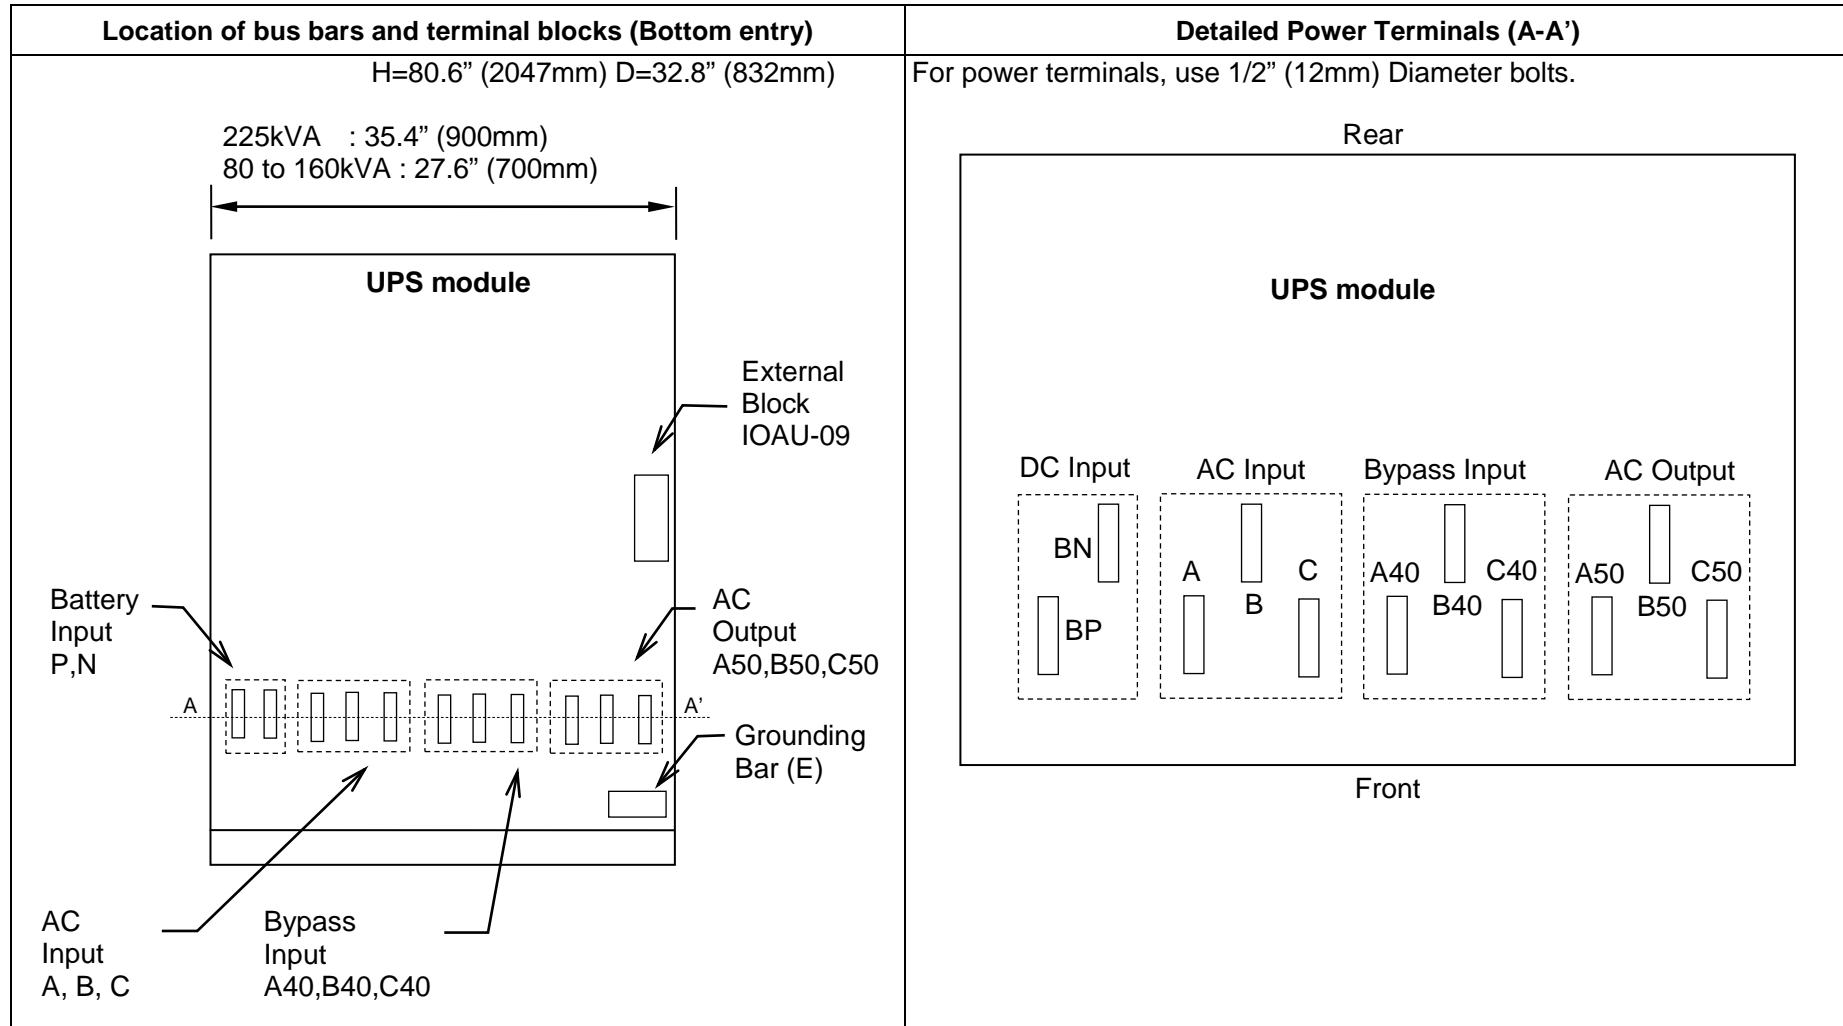 Location of bus bars and terminal blocks (Bottom entry)
H=80.6” (2047mm) D=32.8” (832mm)
225kVA : 35.4” (900mm)
80 to 160kVA : 27.6” (700mm)
UPS module
External
Block
IOAU-09
Battery
Input
P,N
AC
Output
A50,B50,C50
A
A’
Grounding
Bar (E)
AC
Input
A, B, C
Bypass
Input
A40,B40,C40
Detailed Power Terminals (A-A’)
For power terminals, use 1/2” (12mm) Diameter bolts.
Rear
UPS module
DC Input
AC Input
Bypass Input
AC Output
BN
BP
A
B
C
A40
B40
C40
A50
B50
C50
Front